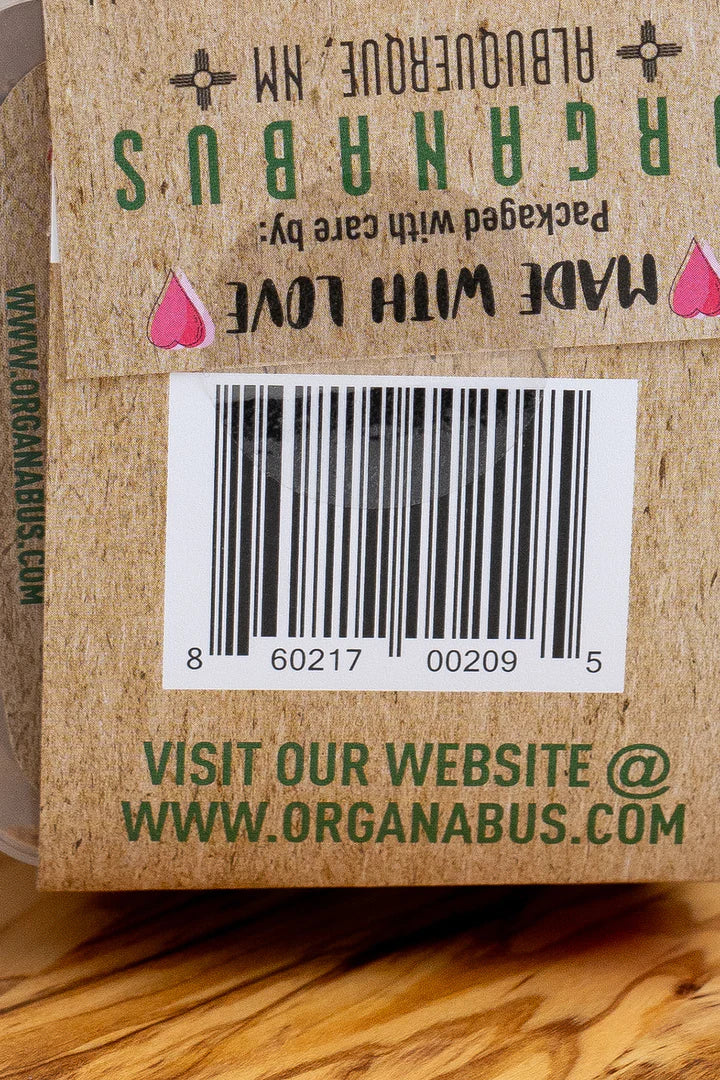 ALBUQUERQUE, NM
ORGANABUS
Packaged with care by:
MADE WITH LOVE
WWW.ORGANABUS.COM
8 60217 00209 5
VISIT OUR WEBSITE @
WWW.ORGANABUS.COM